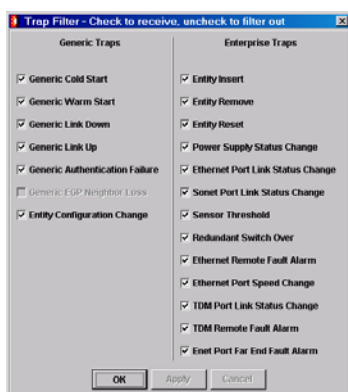 Trap Filter - Check to receive, uncheck to filter out
Generic Traps
Generic Cold Start
Generic Warm Start
Generic Link Down
Generic Link Up
Generic Authentication Failure
Generic EGP Neighbor Loss
Entity Configuration Change
Enterprise Traps
Entity Insert
Entity Remove
Entity Reset
Power Supply Status Change
Ethernet Port Link Status Change
Sonet Port Link Status Change
Sensor Threshold
Redundant Switch Over
Ethernet Remote Fault Alarm
Ethernet Port Speed Change
TDM Port Link Status Change
TDM Remote Fault Alarm
Enet Port Far End Fault Alarm
OK
Apply
Cancel